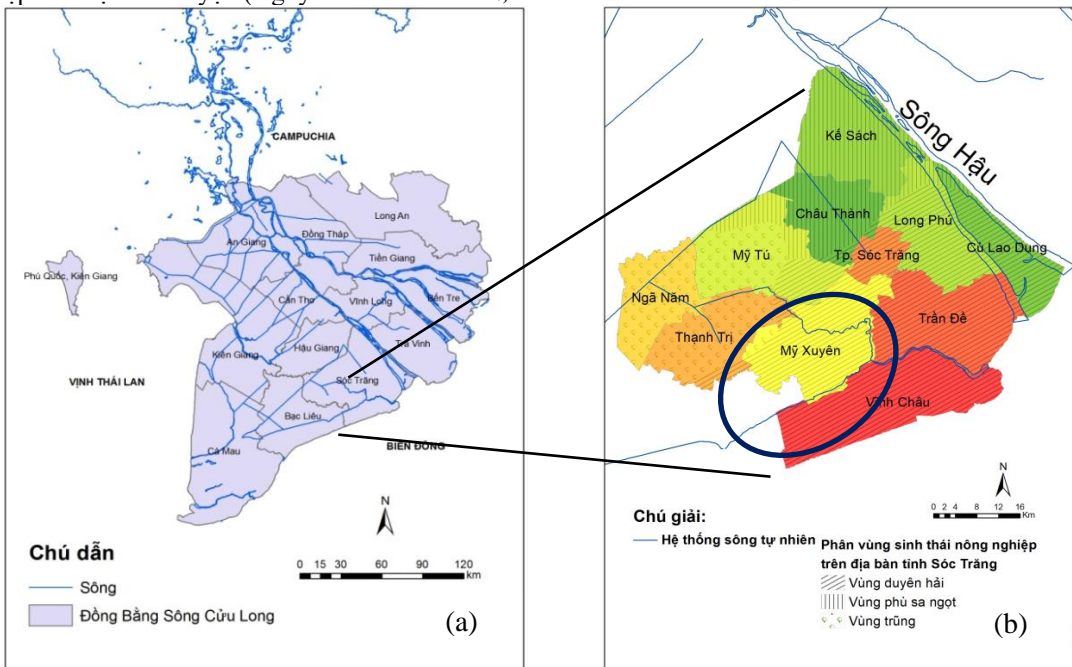 CAMPUCHIA
Long An
An Giang
Đồng Tháp
Tiền Giang
Phú Quốc, Kiên Giang
Cần Thơ
Vĩnh Long
Bến Tre
Kiên Giang
Hậu Giang
Trà Vinh
VỊNH THÁI LAN
Sóc Trăng
Bạc Liêu
BIỂN ĐÔNG
Cà Mau
N
Chú dẫn
0 15 30 60 90 120
km
Sông
Đồng Bằng Sông Cửu Long
(a)
Sông Hậu
Kế Sách
Châu Thành
Long Phú
Cù Lao Dung
Mỹ Tú
Tp. Sóc Trăng
Ngã Năm
Trần Đề
Thạnh Trị
Mỹ Xuyên
Vĩnh Châu
N
0 2 4 8 12 16
Km
Chú giải:
Hệ thống sông tự nhiên
Phân vùng sinh thái nông nghiệp
trên địa bàn tỉnh Sóc Trăng
Vùng duyên hải
Vùng phù sa ngọt
Vùng trũng
(b)